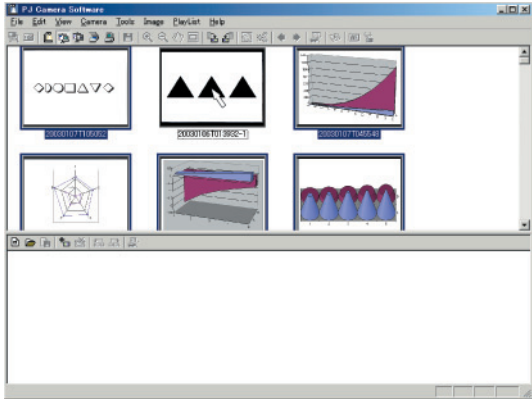 PJ Camera Software
File Edit View Camera Tools Image PlayList Help
20030107T105052 20030106T013932-1 20030107T045548